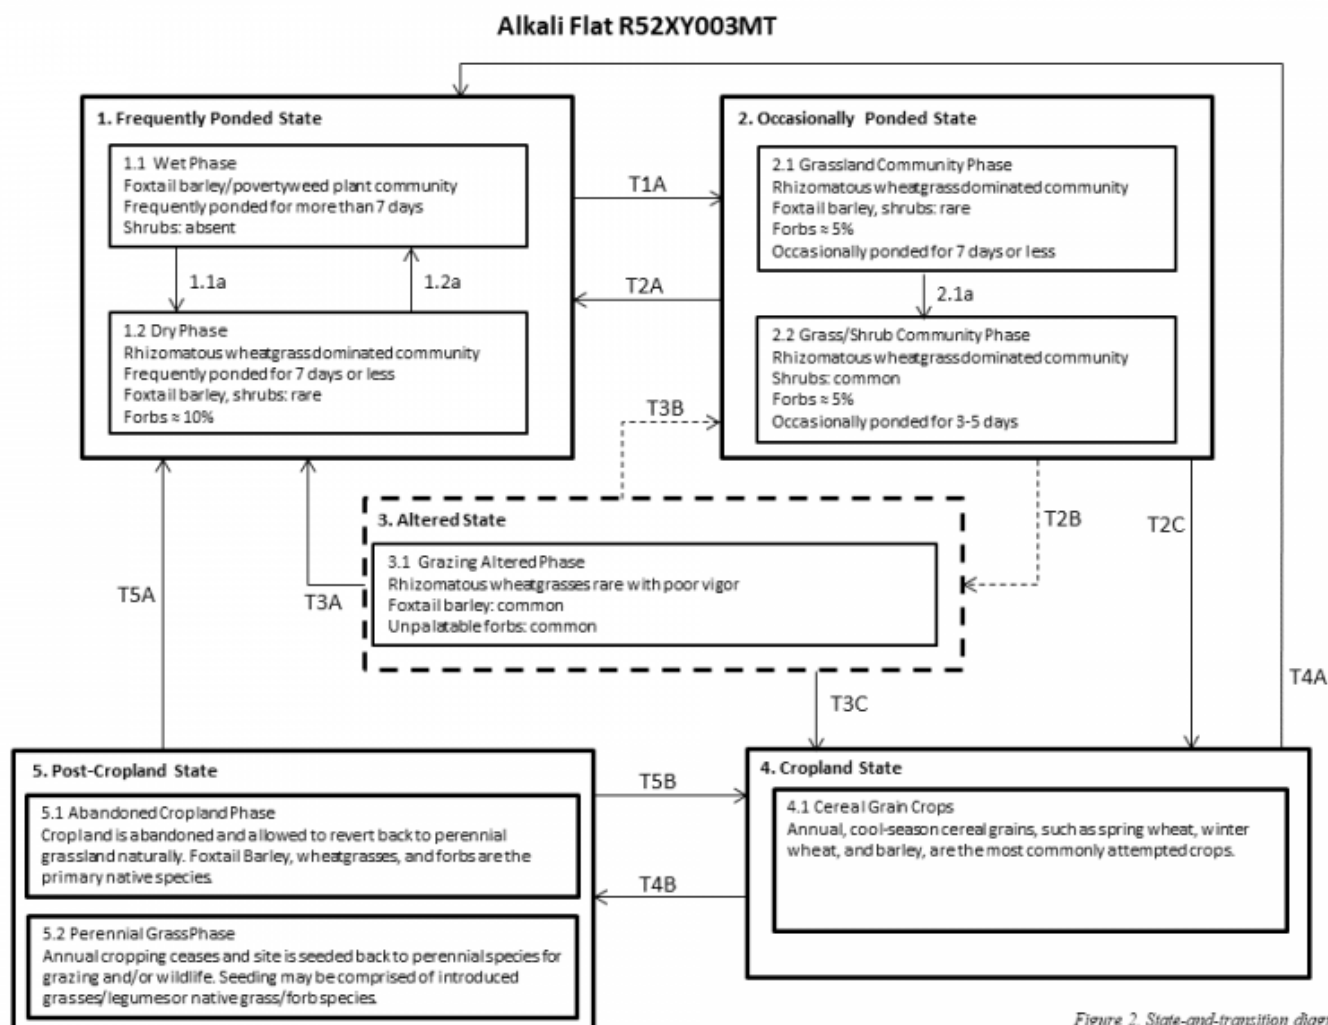 Alkali Flat R52XY003MT
1. Frequently Ponded State
1.1 Wet Phase
Foxtail barley/povertyweed plant community
Frequently ponded for more than 7 days
Shrubs: absent
1.1a
1.2a
1.2 Dry Phase
Rhizomatous wheatgrass dominated community
Frequently ponded for 7 days or less
Foxtail barley, shrubs: rare
Forbs ≈ 10%
T1A
T2A
2. Occasionally Ponded State
2.1 Grassland Community Phase
Rhizomatous wheatgrass dominated community
Foxtail barley, shrubs: rare
Forbs ≈ 5%
Occasionally ponded for 7 days or less
2.1a
2.2 Grass/Shrub Community Phase
Rhizomatous wheatgrass dominated community
Shrubs: common
Forbs ≈ 5%
Occasionally ponded for 3-5 days
T3B
3. Altered State
3.1 Grazing Altered Phase
Rhizomatous wheatgrasses rare with poor vigor
Foxtail barley: common
Unpalatable forbs: common
T2B
T2C
T5A
T3A
T3C
T4A
5. Post-Cropland State
5.1 Abandoned Cropland Phase
Cropland is abandoned and allowed to revert back to perennial
grassland naturally. Foxtail Barley, wheatgrasses, and forbs are the
primary native species.
5.2 Perennial Grass Phase
Annual cropping ceases and site is seeded back to perennial species for
grazing and/or wildlife. Seeding may be comprised of introduced
grasses/legumes or native grass/forb species.
T5B
T4B
4. Cropland State
4.1 Cereal Grain Crops
Annual, cool-season cereal grains, such as spring wheat, winter
wheat, and barley, are the most commonly attempted crops.
Figure 2. State-and-transition diagr